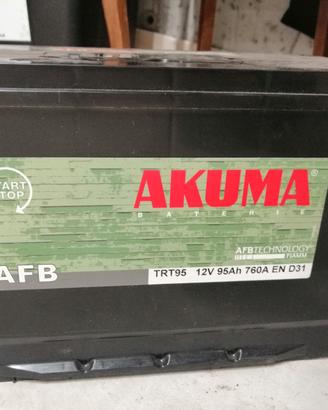 START
STOP
AKUMA®
BATERIE
AFB TECHNOLOGY
FIAMM
AFB
TRT95 12V 95Ah 760A EN D31